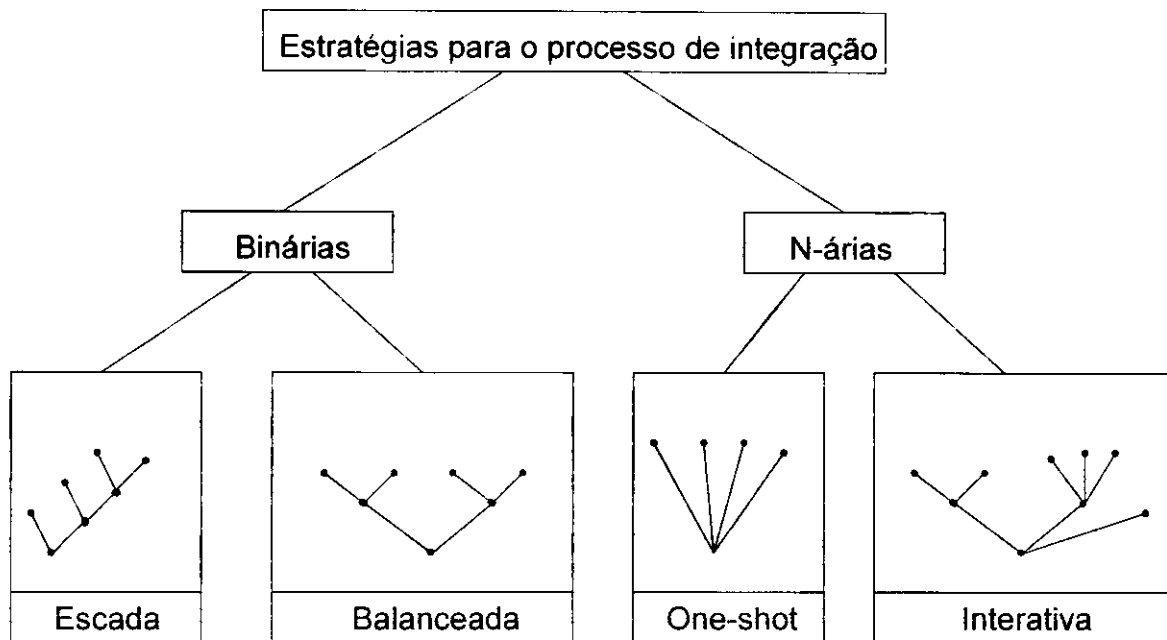 Estratégias para o processo de integração
Binárias
N-árias
Escada
Balanceada
One-shot
Interativa